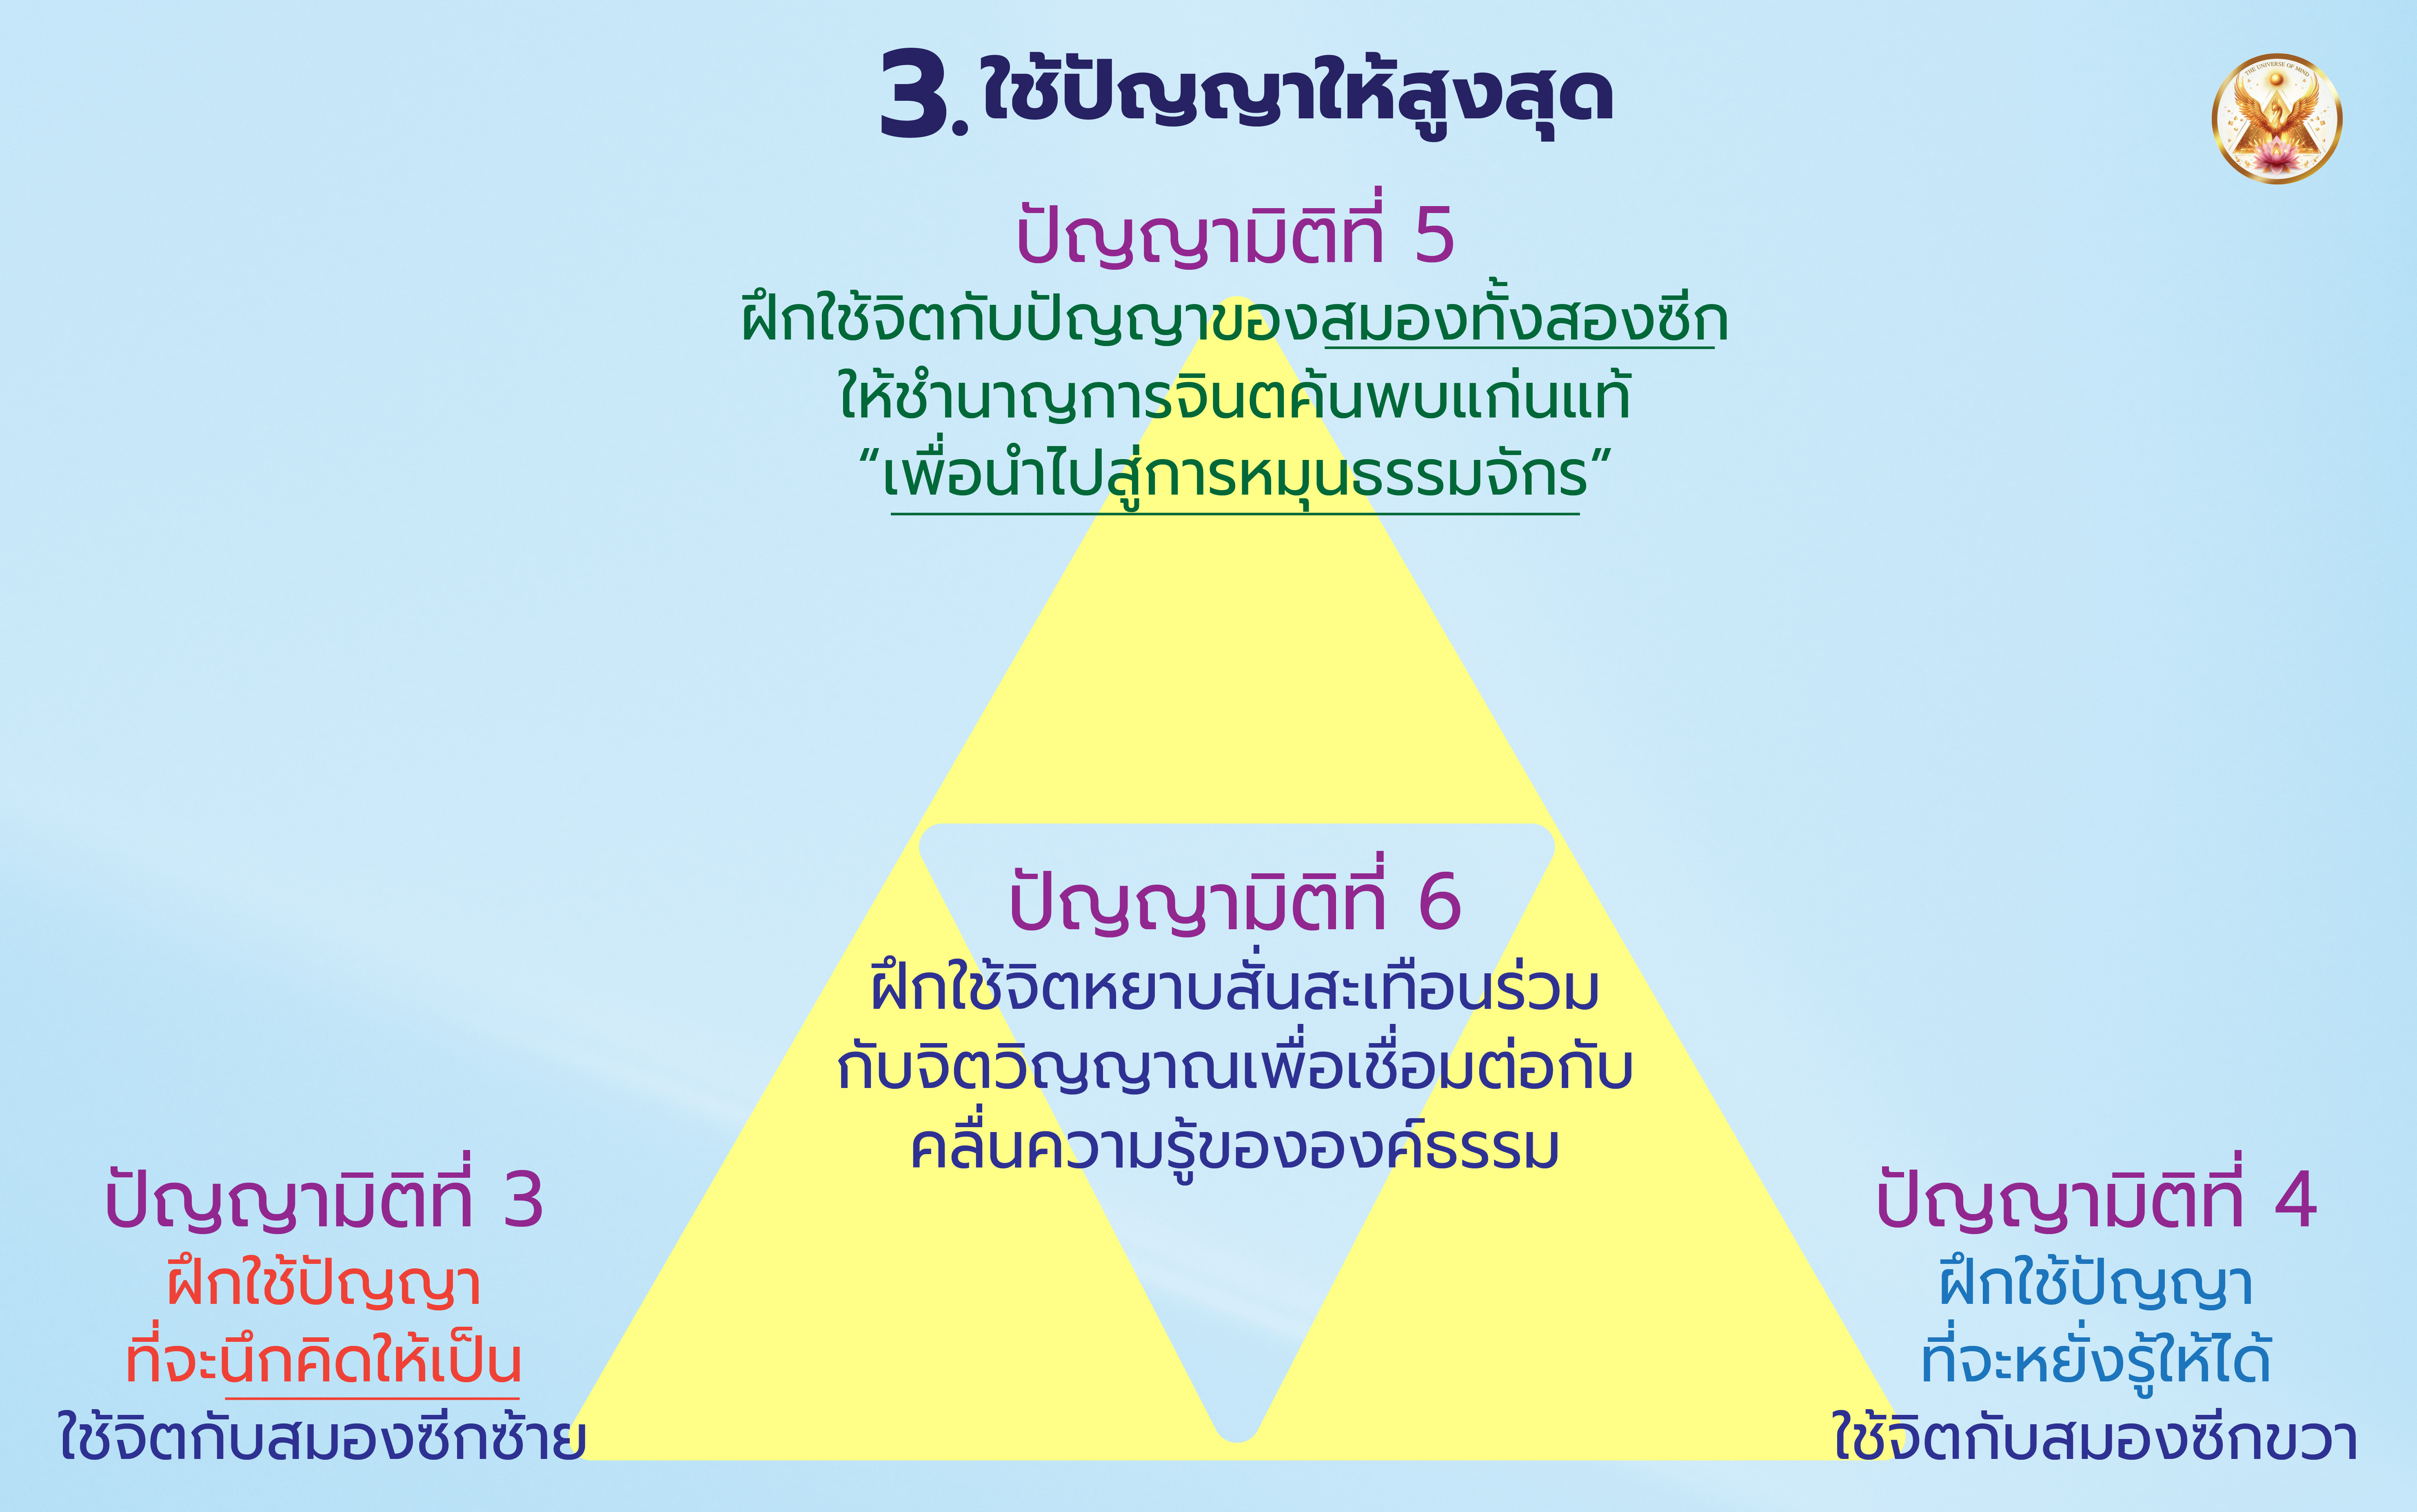 3. ใช้ปัญญาให้สูงสุด
THE UNIVERSE OF MIND
ปัญญามิติที่ 5
ฝึกใช้จิตกับปัญญาของสมองทั้งสองซีก
ให้ชำนาญการจินตค้นพบแก่นแท้
“เพื่อนำไปสู่การหมุนธรรมจักร”
ปัญญามิติที่ 6
ฝึกใช้จิตหยาบสั่นสะเทือนร่วม
กับจิตวิญญาณเพื่อเชื่อมต่อกับ
คลื่นความรู้ขององค์ธรรม
ปัญญามิติที่ 3
ฝึกใช้ปัญญา
ที่จะนึกคิดให้เป็น
ใช้จิตกับสมองซีกซ้าย
ปัญญามิติที่ 4
ฝึกใช้ปัญญา
ที่จะหยั่งรู้ให้ได้
ใช้จิตกับสมองซีกขวา